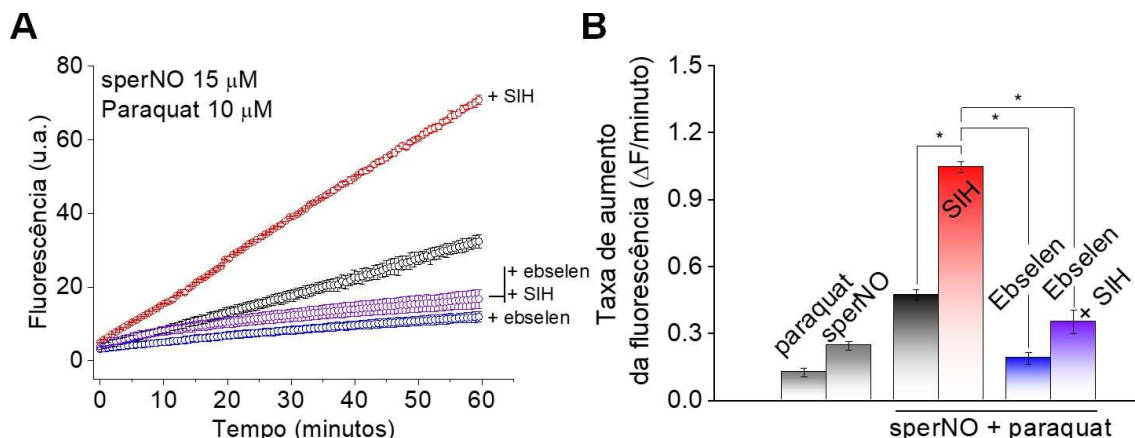 A
sperNO 15 μM
Paraquat 10 μM
Fluorescência (u.a.)
80
60
40
20
0
+ SIH
+ ebselen
+ SIH
+ ebselen
0 10 20 30 40 50 60
Tempo (minutos)
B
Taxa de aumento
da fluorescência (ΔF/minuto)
1.5
1.2
0.9
0.6
0.3
0.0
*
*
*
paraquat
sperNO
SIH
Ebselen
Ebselen
+ SIH
sperNO + paraquat